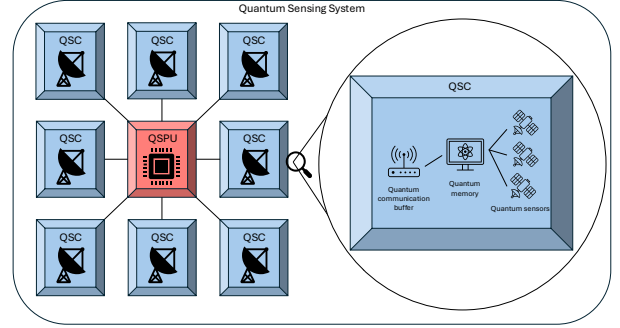 Quantum Sensing System
QSC
QSC
QSC
QSC
QSPU
QSC
QSC
QSC
QSC
QSC
Quantum
communication
buffer
Quantum
memory
Quantum sensors